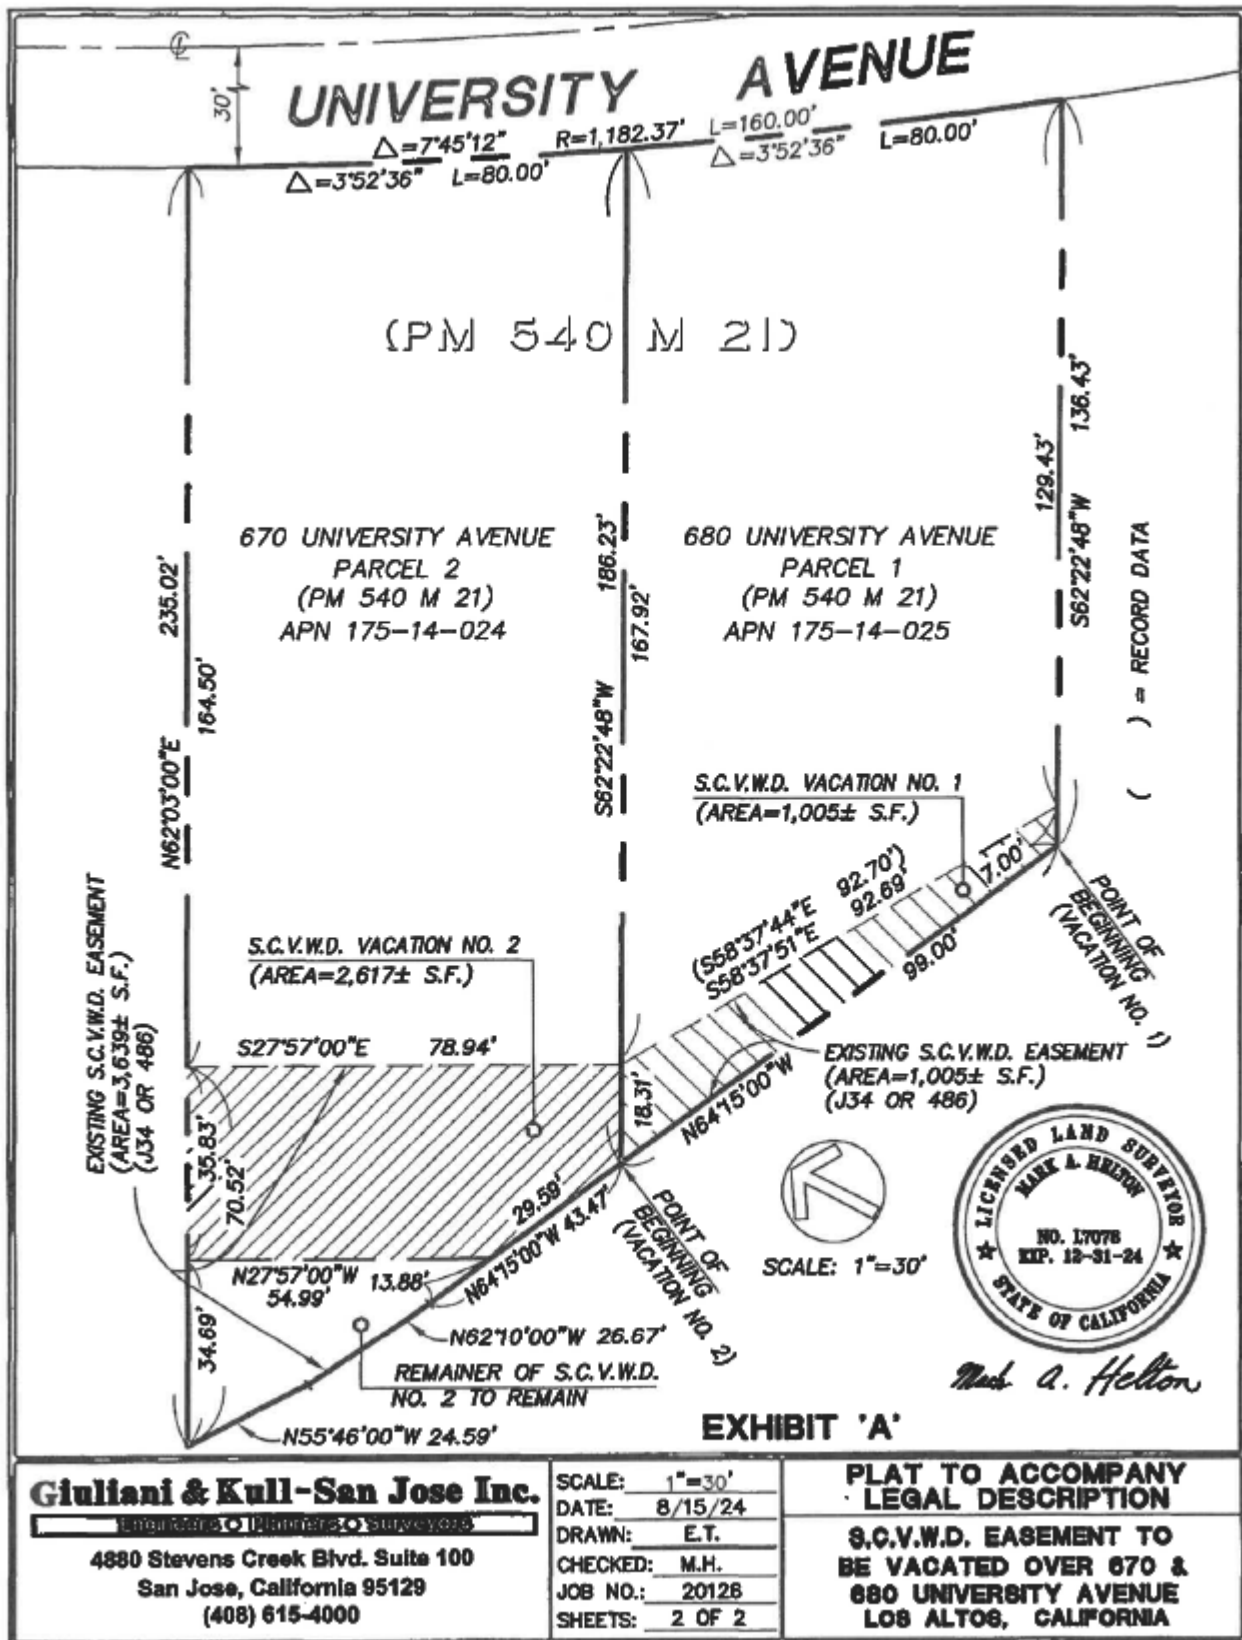 ℄
30'
UNIVERSITY AVENUE
△=7°45'12" R=1,182.37' L=160.00'
△=3°52'36" L=80.00'
△=3°52'36" L=80.00'
(PM 540 M 21)
670 UNIVERSITY AVENUE
PARCEL 2
(PM 540 M 21)
APN 175-14-024
680 UNIVERSITY AVENUE
PARCEL 1
(PM 540 M 21)
APN 175-14-025
N62°03'00"E 235.02'
164.50'
S62°22'48"W 186.23'
167.92'
129.43'
S62°22'48"W 136.43'
( ) = RECORD DATA
S.C.V.W.D. VACATION NO. 1
(AREA=1,005± S.F.)
(S58°37'44"E 92.70')
S58°37'51"E 92.69'
7.00'
99.00'
N64°15'00"W
POINT OF
BEGINNING
(VACATION NO. 1)
EXISTING S.C.V.W.D. EASEMENT
(AREA=3,639± S.F.)
(J34 OR 486)
S.C.V.W.D. VACATION NO. 2
(AREA=2,617± S.F.)
S27°57'00"E 78.94'
18.31'
EXISTING S.C.V.W.D. EASEMENT
(AREA=1,005± S.F.)
(J34 OR 486)
35.83'
70.52'
29.59'
N64°15'00"W 43.47'
N27°57'00"W
54.99'
13.88'
POINT OF
BEGINNING
(VACATION NO. 2)
34.69'
N62°10'00"W 26.67'
REMAINER OF S.C.V.W.D.
NO. 2 TO REMAIN
N55°46'00"W 24.59'
SCALE: 1"=30'
LICENSED LAND SURVEYOR
MARK A. HELTON
NO. L7078
EXP. 12-31-24
STATE OF CALIFORNIA
Mark A. Helton
EXHIBIT 'A'
Giuliani & Kull-San Jose Inc.
Engineers O Planners O Surveyors
4880 Stevens Creek Blvd. Suite 100
San Jose, California 95129
(408) 615-4000
SCALE: 1"=30'
DATE: 8/15/24
DRAWN: E.T.
CHECKED: M.H.
JOB NO.: 20126
SHEETS: 2 OF 2
PLAT TO ACCOMPANY
LEGAL DESCRIPTION
S.C.V.W.D. EASEMENT TO
BE VACATED OVER 670 &
680 UNIVERSITY AVENUE
LOS ALTOS, CALIFORNIA